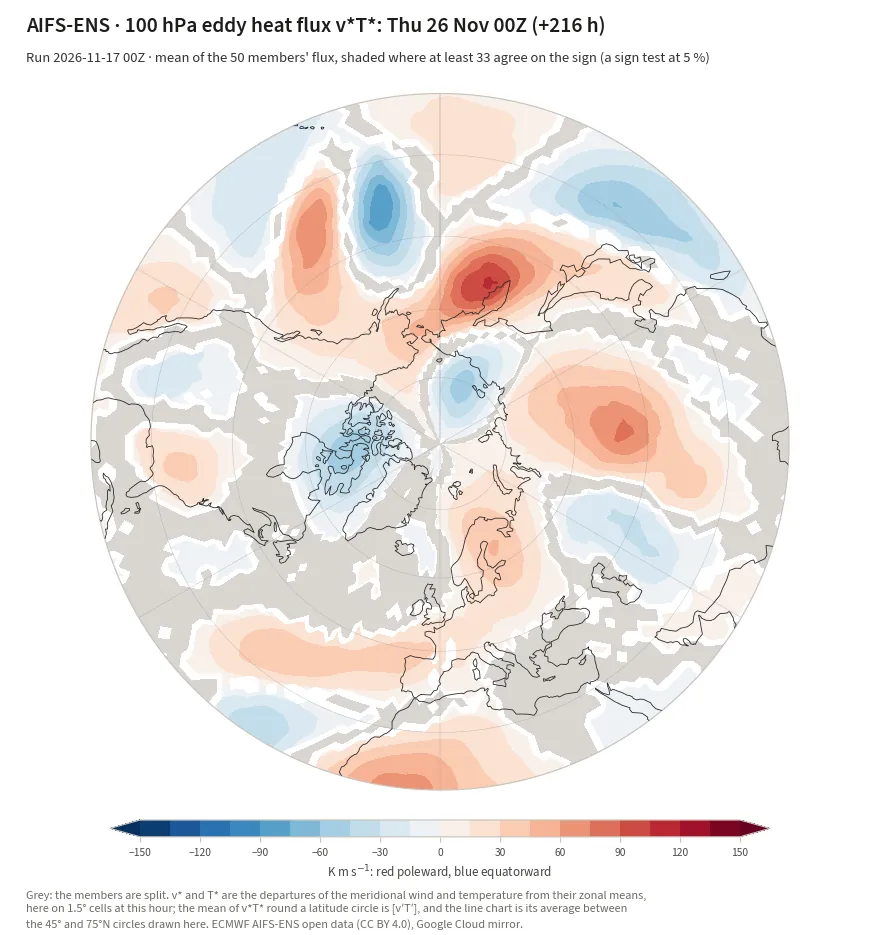 AIFS-ENS · 100 hPa eddy heat flux v*T*: Thu 26 Nov 00Z (+216 h)
Run 2026-11-17 00Z · mean of the 50 members' flux, shaded where at least 33 agree on the sign (a sign test at 5 %)
−150 −120 −90 −60 −30 0 30 60 90 120 150
K m s⁻¹: red poleward, blue equatorward
Grey: the members are split. v* and T* are the departures of the meridional wind and temperature from their zonal means,
here on 1.5° cells at this hour; the mean of v*T* round a latitude circle is [v′T′], and the line chart is its average between
the 45° and 75°N circles drawn here. ECMWF AIFS-ENS open data (CC BY 4.0), Google Cloud mirror.